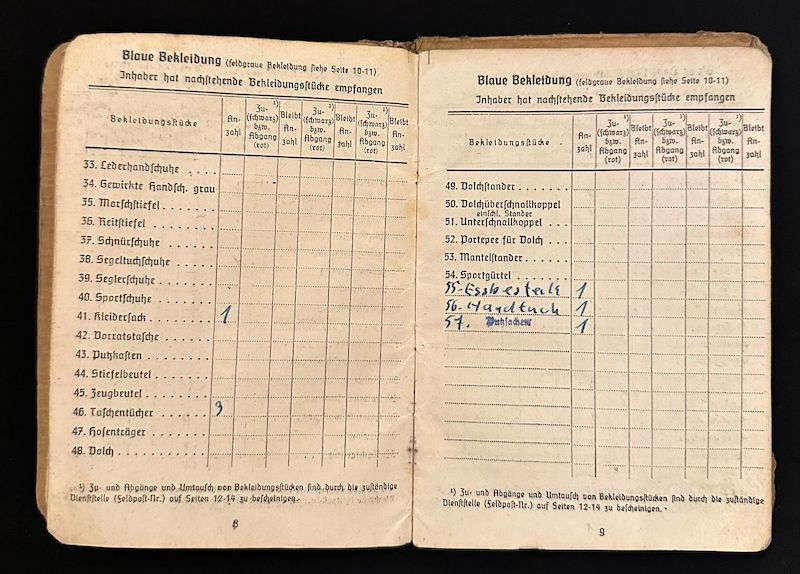 Blaue Bekleidung (feldgraue Bekleidung siehe Seite 10-11)
Inhaber hat nachstehende Bekleidungsstücke empfangen
Bekleidungsstücke An-zahl Zu-¹) (schwarz) bzw. Abgang (rot) Bleibt An-zahl Zu-¹) (schwarz) bzw. Abgang (rot) Bleibt An-zahl Zu-¹) (schwarz) bzw. Abgang (rot) Bleibt An-zahl
33. Lederhandschuhe . . .
34. Gewirkte Handsch. grau
35. Marschstiefel . . . . . .
36. Reitstiefel . . . . . . . .
37. Schnürschuhe . . . . . .
38. Segeltuchschuhe . . . . .
39. Seglerschuhe . . . . . .
40. Sportschuhe . . . . . . .
41. Kleidersack . . . . . . . 1
42. Vorratstasche . . . . . .
43. Putzkasten . . . . . . .
44. Stiefelbeutel . . . . . .
45. Zeugbeutel . . . . . . .
46. Taschentücher . . . . . . 3
47. Hosenträger . . . . . . .
48. Dolch . . . . . . . . . .
¹) Zu- und Abgänge und Umtausch von Bekleidungsstücken sind durch die zuständige
Dienststelle (Feldpost-Nr.) auf Seiten 12-14 zu bescheinigen.
8
Blaue Bekleidung (feldgraue Bekleidung siehe Seite 10-11)
Inhaber hat nachstehende Bekleidungsstücke empfangen
Bekleidungsstücke An-zahl Zu-¹) (schwarz) bzw. Abgang (rot) Bleibt An-zahl Zu-¹) (schwarz) bzw. Abgang (rot) Bleibt An-zahl Zu-¹) (schwarz) bzw. Abgang (rot) Bleibt An-zahl
49. Dolchstander . . . . . .
50. Dolchüberschnallkoppel
einschl. Stander
51. Unterschnallkoppel . . .
52. Portepee für Dolch . . .
53. Mantelstander . . . . . .
54. Sportgürtel . . . . . . .
55. Essbesteck 1
56. Handtuch 1
57. Putzsachen 1
¹) Zu- und Abgänge und Umtausch von Bekleidungsstücken sind durch die zuständige
Dienststelle (Feldpost-Nr.) auf Seiten 12-14 zu bescheinigen.
9